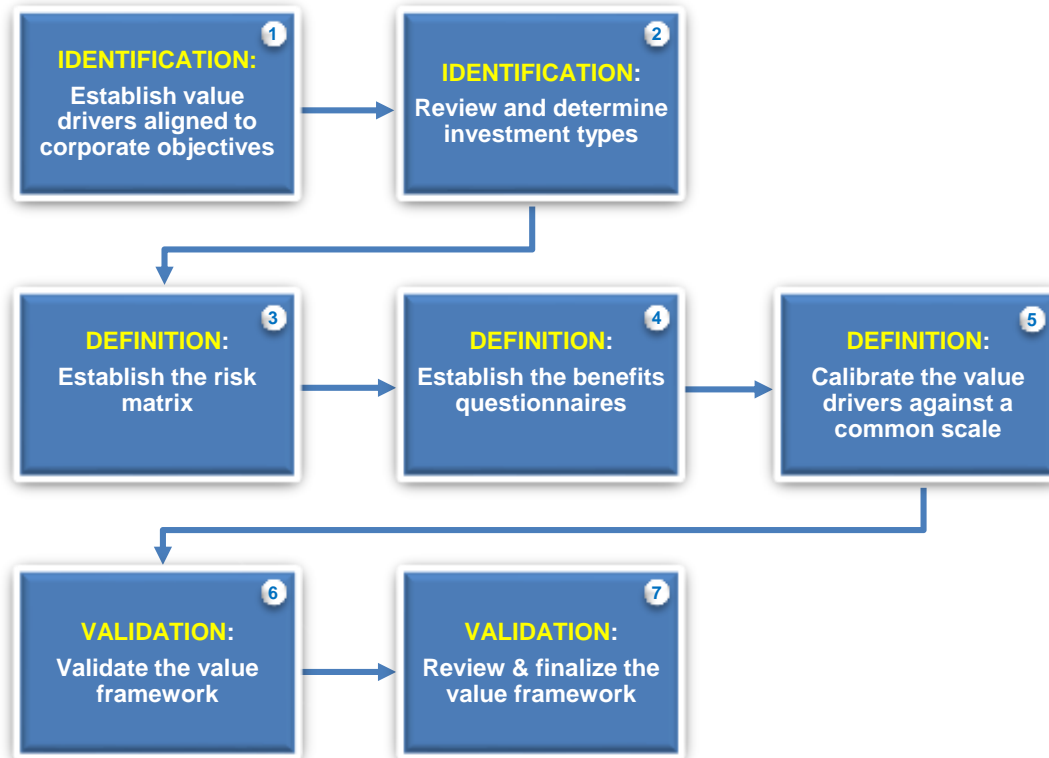 1
IDENTIFICATION:
Establish value
drivers aligned to
corporate objectives
2
IDENTIFICATION:
Review and determine
investment types
3
DEFINITION:
Establish the risk
matrix
4
DEFINITION:
Establish the benefits
questionnaires
5
DEFINITION:
Calibrate the value
drivers against a
common scale
6
VALIDATION:
Validate the value
framework
7
VALIDATION:
Review & finalize the
value framework